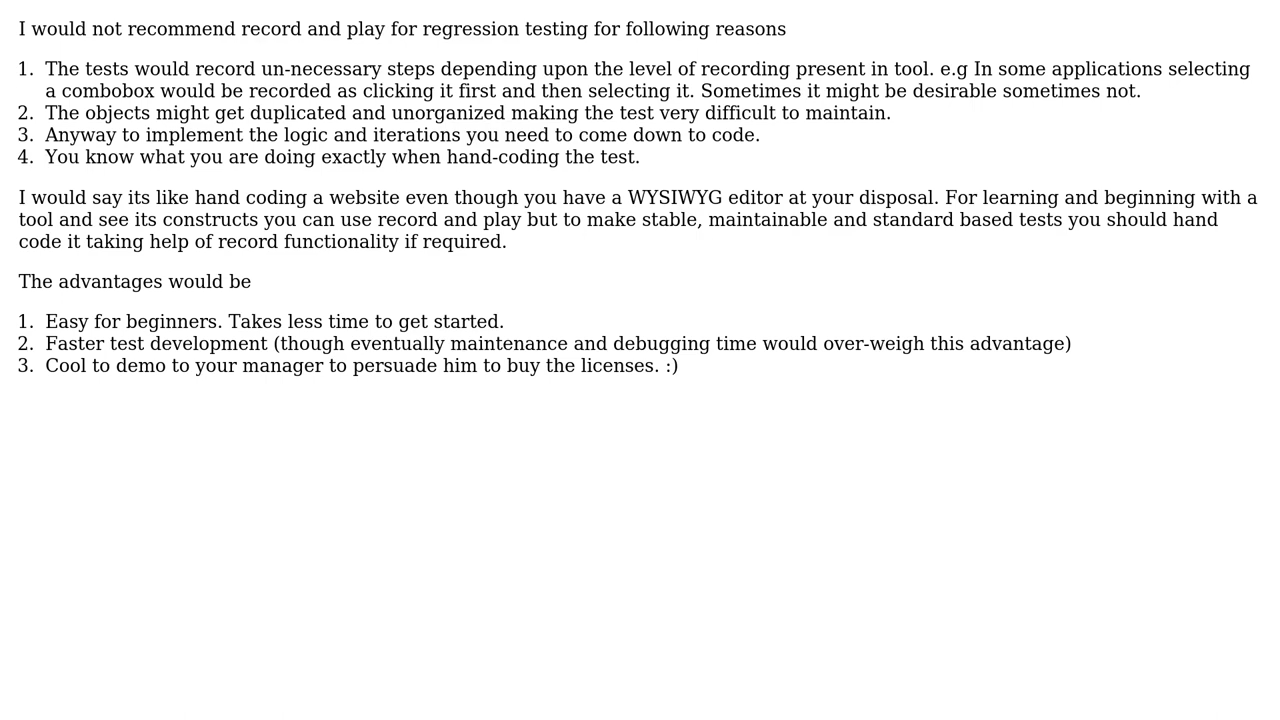 I would not recommend record and play for regression testing for following reasons
1. The tests would record un-necessary steps depending upon the level of recording present in tool. e.g In some applications selecting
a combobox would be recorded as clicking it first and then selecting it. Sometimes it might be desirable sometimes not.
2. The objects might get duplicated and unorganized making the test very difficult to maintain.
3. Anyway to implement the logic and iterations you need to come down to code.
4. You know what you are doing exactly when hand-coding the test.
I would say its like hand coding a website even though you have a WYSIWYG editor at your disposal. For learning and beginning with a
tool and see its constructs you can use record and play but to make stable, maintainable and standard based tests you should hand
code it taking help of record functionality if required.
The advantages would be
1. Easy for beginners. Takes less time to get started.
2. Faster test development (though eventually maintenance and debugging time would over-weigh this advantage)
3. Cool to demo to your manager to persuade him to buy the licenses. :)